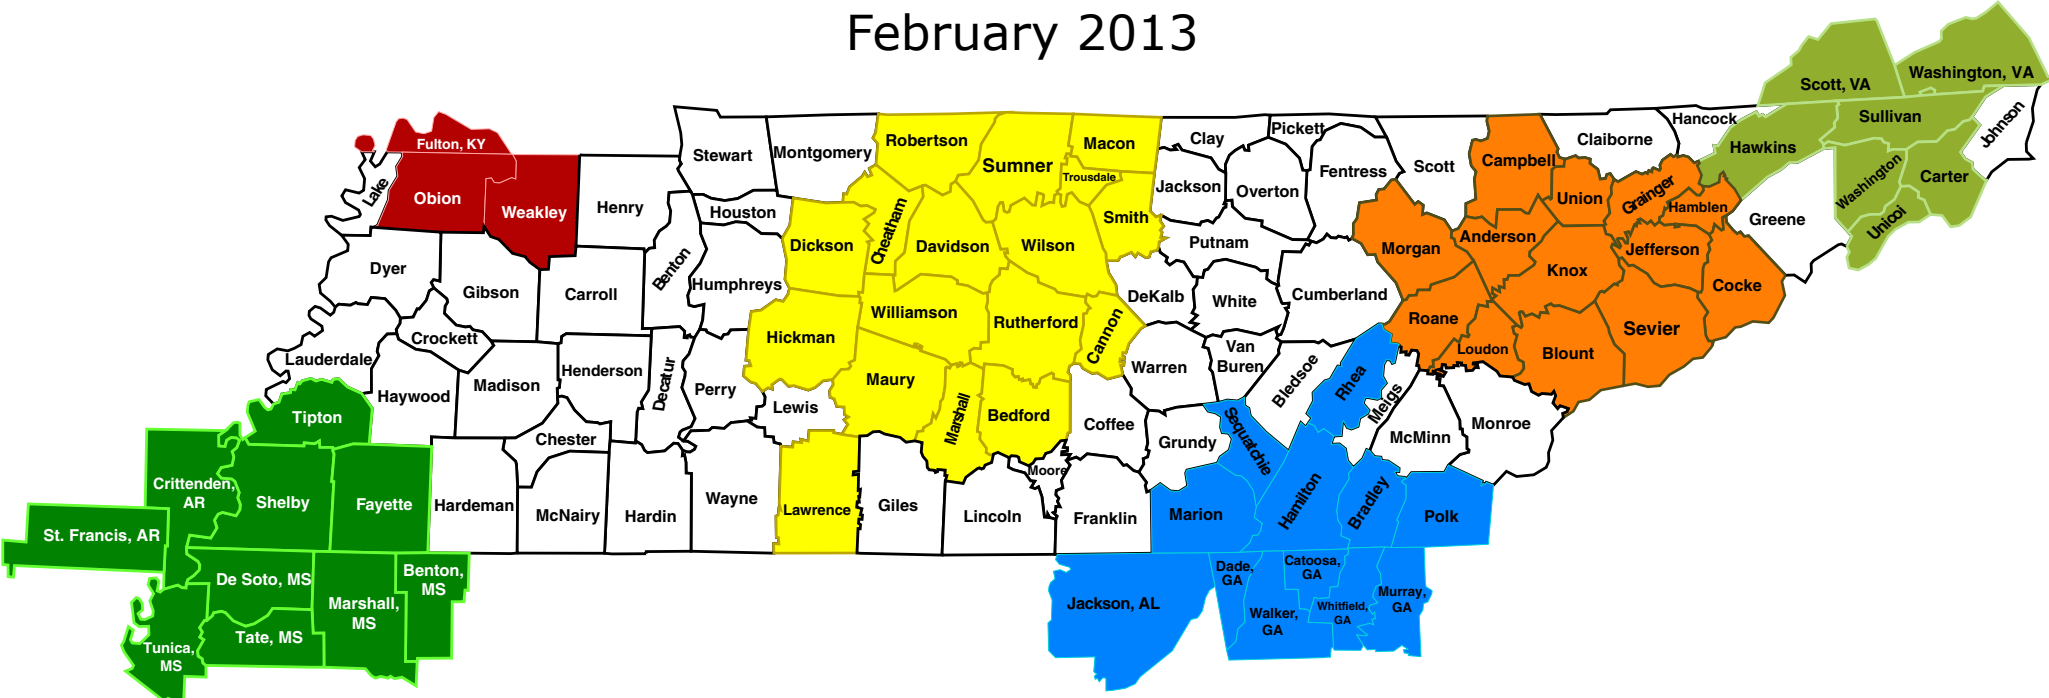 February 2013
Scott, VA
Washington, VA
Fulton, KY
Robertson
Sumner
Macon
Clay
Pickett
Claiborne
Hancock
Sullivan
Johnson
Stewart
Montgomery
Trousdale
Fentress
Scott
Campbell
Hawkins
Lake
Obion
Weakley
Henry
Houston
Cheatham
Smith
Jackson
Overton
Union
Grainger
Hamblen
Washington
Carter
Unicoi
Greene
Dickson
Davidson
Wilson
Putnam
Morgan
Anderson
Jefferson
Dyer
Gibson
Carroll
Benton
Humphreys
DeKalb
White
Cumberland
Knox
Cocke
Crockett
Hickman
Williamson
Rutherford
Cannon
Roane
Loudon
Blount
Sevier
Lauderdale
Haywood
Madison
Henderson
Decatur
Perry
Lewis
Maury
Marshall
Bedford
Coffee
Warren
Van
Buren
Bledsoe
Rhea
Meigs
McMinn
Monroe
Tipton
Chester
Moore
Grundy
Sequatchie
Crittenden,
AR
Shelby
Fayette
Hardeman
McNairy
Hardin
Wayne
Lawrence
Giles
Lincoln
Franklin
Marion
Hamilton
Bradley
Polk
St. Francis, AR
De Soto, MS
Marshall,
MS
Benton,
MS
Tate, MS
Tunica,
MS
Jackson, AL
Dade,
GA
Catoosa,
GA
Walker,
GA
Whitfield,
GA
Murray,
GA